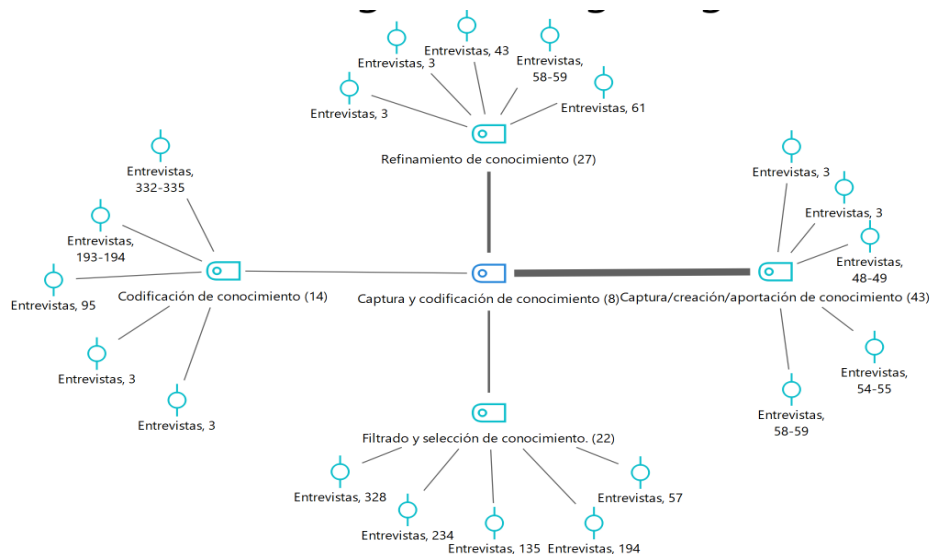 Entrevistas, 43
Entrevistas, 3
Entrevistas,
58-59
Entrevistas, 3
Entrevistas, 61
Refinamiento de conocimiento (27)
Entrevistas,
332-335
Entrevistas,
193-194
Entrevistas, 95
Entrevistas, 3
Entrevistas, 3
Codificación de conocimiento (14)
Captura y codificación de conocimiento (8)
Captura/creación/aportación de conocimiento (43)
Entrevistas, 3
Entrevistas, 3
Entrevistas,
48-49
Entrevistas,
54-55
Entrevistas,
58-59
Filtrado y selección de conocimiento. (22)
Entrevistas, 328
Entrevistas, 234
Entrevistas, 135
Entrevistas, 194
Entrevistas, 57